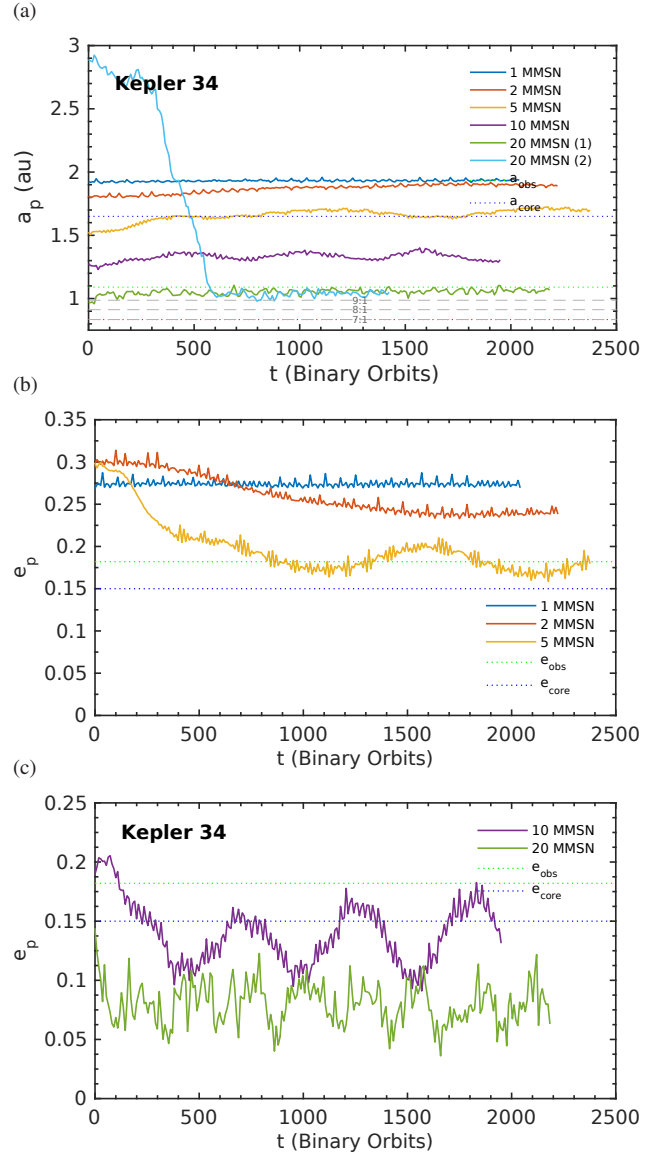 (a)
3
2.5
2
1.5
1
a_p (au)
Kepler 34
1 MMSN
2 MMSN
5 MMSN
10 MMSN
20 MMSN (1)
20 MMSN (2)
a_obs
a_core
9:1
8:1
7:1
0 500 1000 1500 2000 2500
t (Binary Orbits)
(b)
0.35
0.3
0.25
0.2
0.15
0.1
0.05
0
e_p
1 MMSN
2 MMSN
5 MMSN
e_obs
e_core
0 500 1000 1500 2000 2500
t (Binary Orbits)
(c)
0.25
0.2
0.15
0.1
0.05
0
e_p
Kepler 34
10 MMSN
20 MMSN
e_obs
e_core
0 500 1000 1500 2000 2500
t (Binary Orbits)